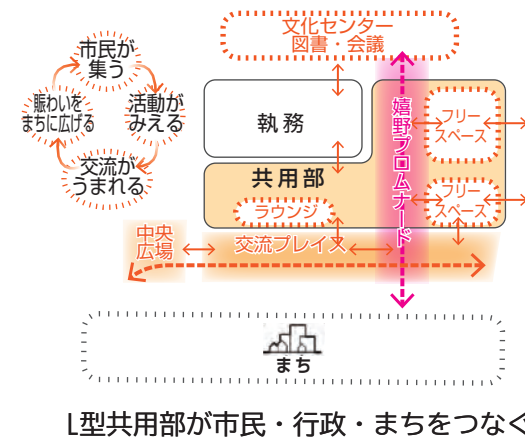 文化センター
図書・会議
市民が
集う
賑わいを
まちに広げる
活動が
みえる
交流が
うまれる
執務
共用部
ラウンジ
嬉野プロムナード
フリー
スペース
フリー
スペース
中央
広場
交流プレイス
まち
L型共用部が市民・行政・まちをつなぐ